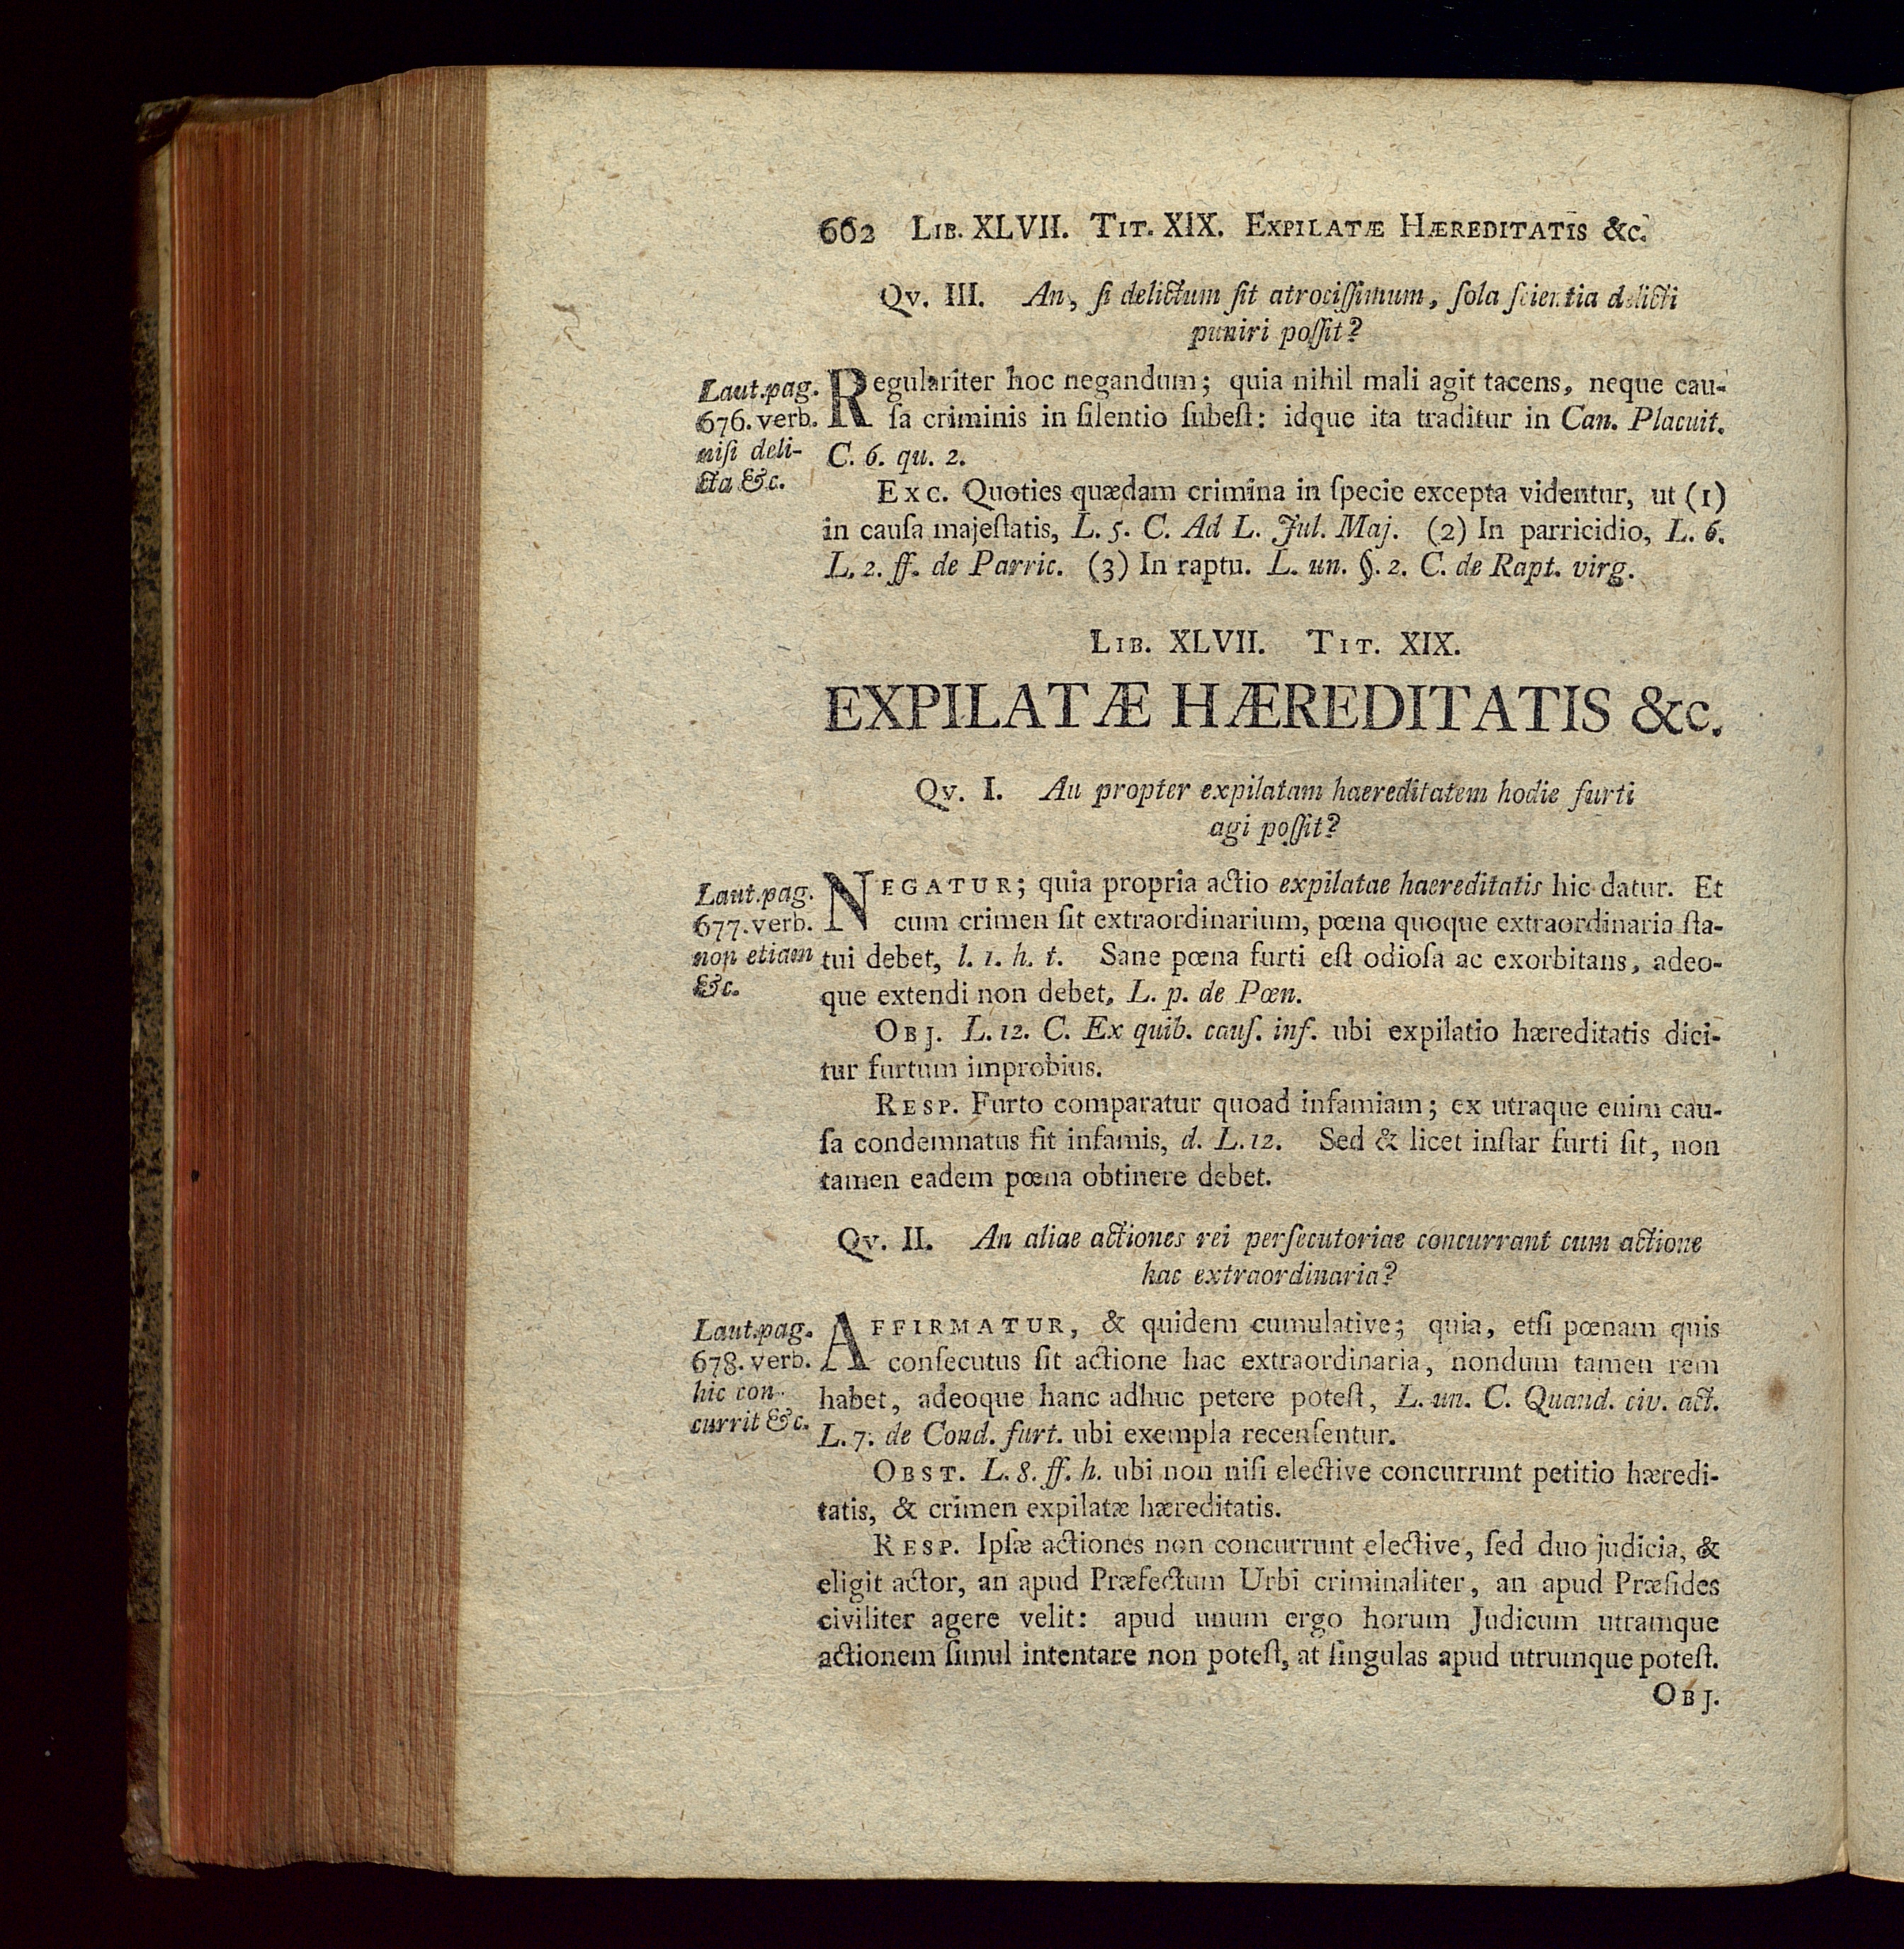 662 Lib. XLVII. Tit. XIX. Expilatæ Hæreditatis &c.
Qv. III. An, ſi delictum ſit atrociſſimum, ſola ſcientia delicti
puniri poſſit?
Laut. pag.
676. verb.
niſi deli-
cta &c.
Regulariter hoc negandum; quia nihil mali agit tacens, neque cau-
ſa criminis in ſilentio ſubeſt: idque ita traditur in Can. Placuit.
C. 6. qu. 2.
Exc. Quoties quædam crimina in ſpecie excepta videntur, ut (1)
in cauſa majeſtatis, L. 5. C. Ad L. Jul. Maj. (2) In parricidio, L. 6.
L. 2. ff. de Parric. (3) In raptu. L. un. §. 2. C. de Rapt. virg.
Lib. XLVII. Tit. XIX.
EXPILATÆ HÆREDITATIS &c.
Qv. I. Au propter expilatam haereditatem hodie furti
agi poſſit?
Laut. pag.
677. verb.
non etiam
&c.
NEGATUR; quia propria actio expilatae haereditatis hic datur. Et
cum crimen ſit extraordinarium, pœna quoque extraordinaria ſta-
tui debet, l. 1. h. t. Sane pœna furti eſt odioſa ac exorbitans, adeo-
que extendi non debet, L. p. de Pœn.
Obj. L. 12. C. Ex quib. cauſ. inf. ubi expilatio hæreditatis dici-
tur furtum improbius.
Resp. Furto comparatur quoad infamiam; ex utraque enim cau-
ſa condemnatus fit infamis, d. L. 12. Sed & licet inſtar furti ſit, non
tamen eadem pœna obtinere debet.
Qv. II. An aliae actiones rei perſecutoriae concurrant cum actione
hac extraordinaria?
Laut. pag.
678. verb.
hic con-
currit &c.
AFFIRMATUR, & quidem cumulative; quia, etſi pœnam quis
conſecutus ſit actione hac extraordinaria, nondum tamen rem
habet, adeoque hanc adhuc petere poteſt, L. un. C. Quand. civ. act.
L. 7. de Cond. furt. ubi exempla recenſentur.
Obst. L. 8. ff. h. ubi non niſi elective concurrunt petitio hæredi-
tatis, & crimen expilatæ hæreditatis.
Resp. Ipſæ actiones non concurrunt elective, ſed duo judicia, &
eligit actor, an apud Præfectum Urbi criminaliter, an apud Præſides
civiliter agere velit: apud unum ergo horum Judicum utramque
actionem ſimul intentare non poteſt, at ſingulas apud utrumque poteſt.
Obj.